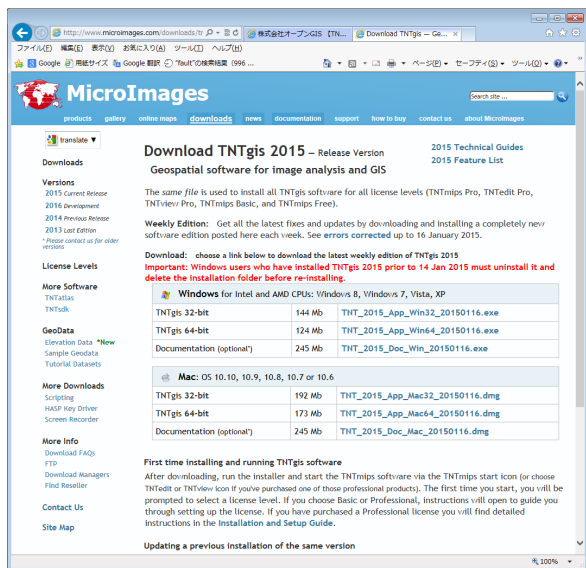 http://www.microimages.com/downloads/tr
株式会社オープンGIS 【TN...
Download TNTgis — Ge...
ファイル(F) 編集(E) 表示(V) お気に入り(A) ツール(T) ヘルプ(H)
Google 用紙サイズ Google 翻訳 "fault"の検索結果 (996 ...
ページ(P) セーフティ(S) ツール(O)
MicroImages
Search site ...
products gallery online maps downloads news documentation support how to buy contact us about MicroImages
translate ▼
Downloads
Versions
2015 Current Release
2016 Development
2014 Previous Release
2013 Last Edition
* Please contact us for older
versions
License Levels
More Software
TNTatlas
TNTsdk
GeoData
Elevation Data *New
Sample Geodata
Tutorial Datasets
More Downloads
Scripting
HASP Key Driver
Screen Recorder
More Info
Download FAQs
FTP
Download Managers
Find Reseller
Contact Us
Site Map
Download TNTgis 2015 – Release Version
Geospatial software for image analysis and GIS
2015 Technical Guides
2015 Feature List
The same file is used to install all TNTgis software for all license levels (TNTmips Pro, TNTedit Pro,
TNTview Pro, TNTmips Basic, and TNTmips Free).
Weekly Edition: Get all the latest fixes and updates by downloading and installing a completely new
software edition posted here each week. See errors corrected up to 16 January 2015.
Download: choose a link below to download the latest weekly edition of TNTgis 2015
Important: Windows users who have installed TNTgis 2015 prior to 14 Jan 2015 must uninstall it and
delete the installation folder before re-installing.
Windows for Intel and AMD CPUs: Windows 8, Windows 7, Vista, XP
TNTgis 32-bit 144 Mb TNT_2015_App_Win32_20150116.exe
TNTgis 64-bit 124 Mb TNT_2015_App_Win64_20150116.exe
Documentation (optional*) 245 Mb TNT_2015_Doc_Win_20150116.exe
Mac: OS 10.10, 10.9, 10.8, 10.7 or 10.6
TNTgis 32-bit 192 Mb TNT_2015_App_Mac32_20150116.dmg
TNTgis 64-bit 173 Mb TNT_2015_App_Mac64_20150116.dmg
Documentation (optional*) 245 Mb TNT_2015_Doc_Mac_20150116.dmg
First time installing and running TNTgis software
After downloading, run the installer and start the TNTmips software via the TNTmips start icon (or choose
TNTedit or TNTview icon if you've purchased one of those professional products). The first time you start, you will be
prompted to select a license level. If you choose Basic or Professional, instructions will open to guide you
through setting up the license. If you have purchased a Professional license you will find detailed
instructions in the Installation and Setup Guide.
Updating a previous installation of the same version
100%